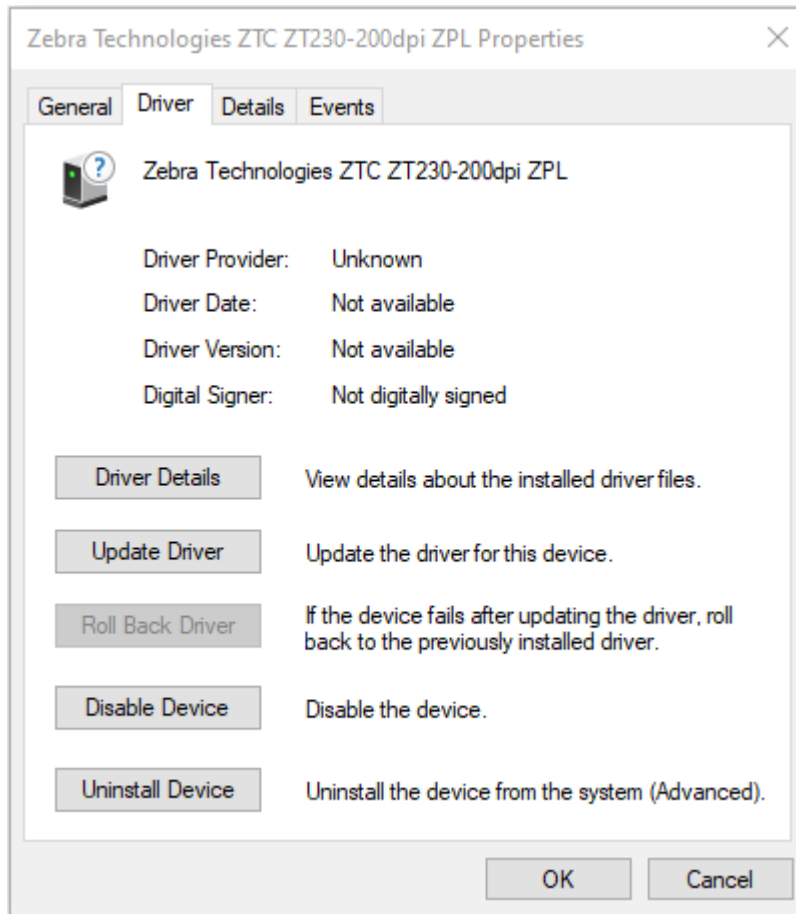 Zebra Technologies ZTC ZT230-200dpi ZPL Properties
General Driver Details Events
Zebra Technologies ZTC ZT230-200dpi ZPL
Driver Provider: Unknown
Driver Date: Not available
Driver Version: Not available
Digital Signer: Not digitally signed
Driver Details View details about the installed driver files.
Update Driver Update the driver for this device.
Roll Back Driver If the device fails after updating the driver, roll
back to the previously installed driver.
Disable Device Disable the device.
Uninstall Device Uninstall the device from the system (Advanced).
OK Cancel